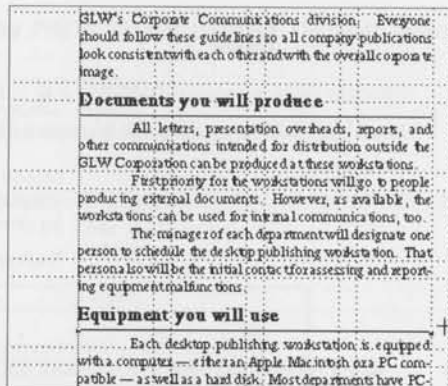 GLW's Corporate Communications division. Everyone
should follow these guidelines so all company publications
look consistent with each other and with the overall corporate
image.
Documents you will produce
All letters, presentation overheads, reports, and
other communications intended for distribution outside the
GLW Corporation can be produced at these workstations.
First priority for the workstations will go to people
producing external documents. However, as available, the
workstations can be used for internal communications, too.
The manager of each department will designate one
person to schedule the desktop publishing workstation. That
person also will be the initial contact for assessing and report-
ing equipment malfunctions.
Equipment you will use
Each desktop publishing workstation is equipped
with a computer — either an Apple Macintosh or a PC com-
patible — as well as a hard disk. Most departments have PC-